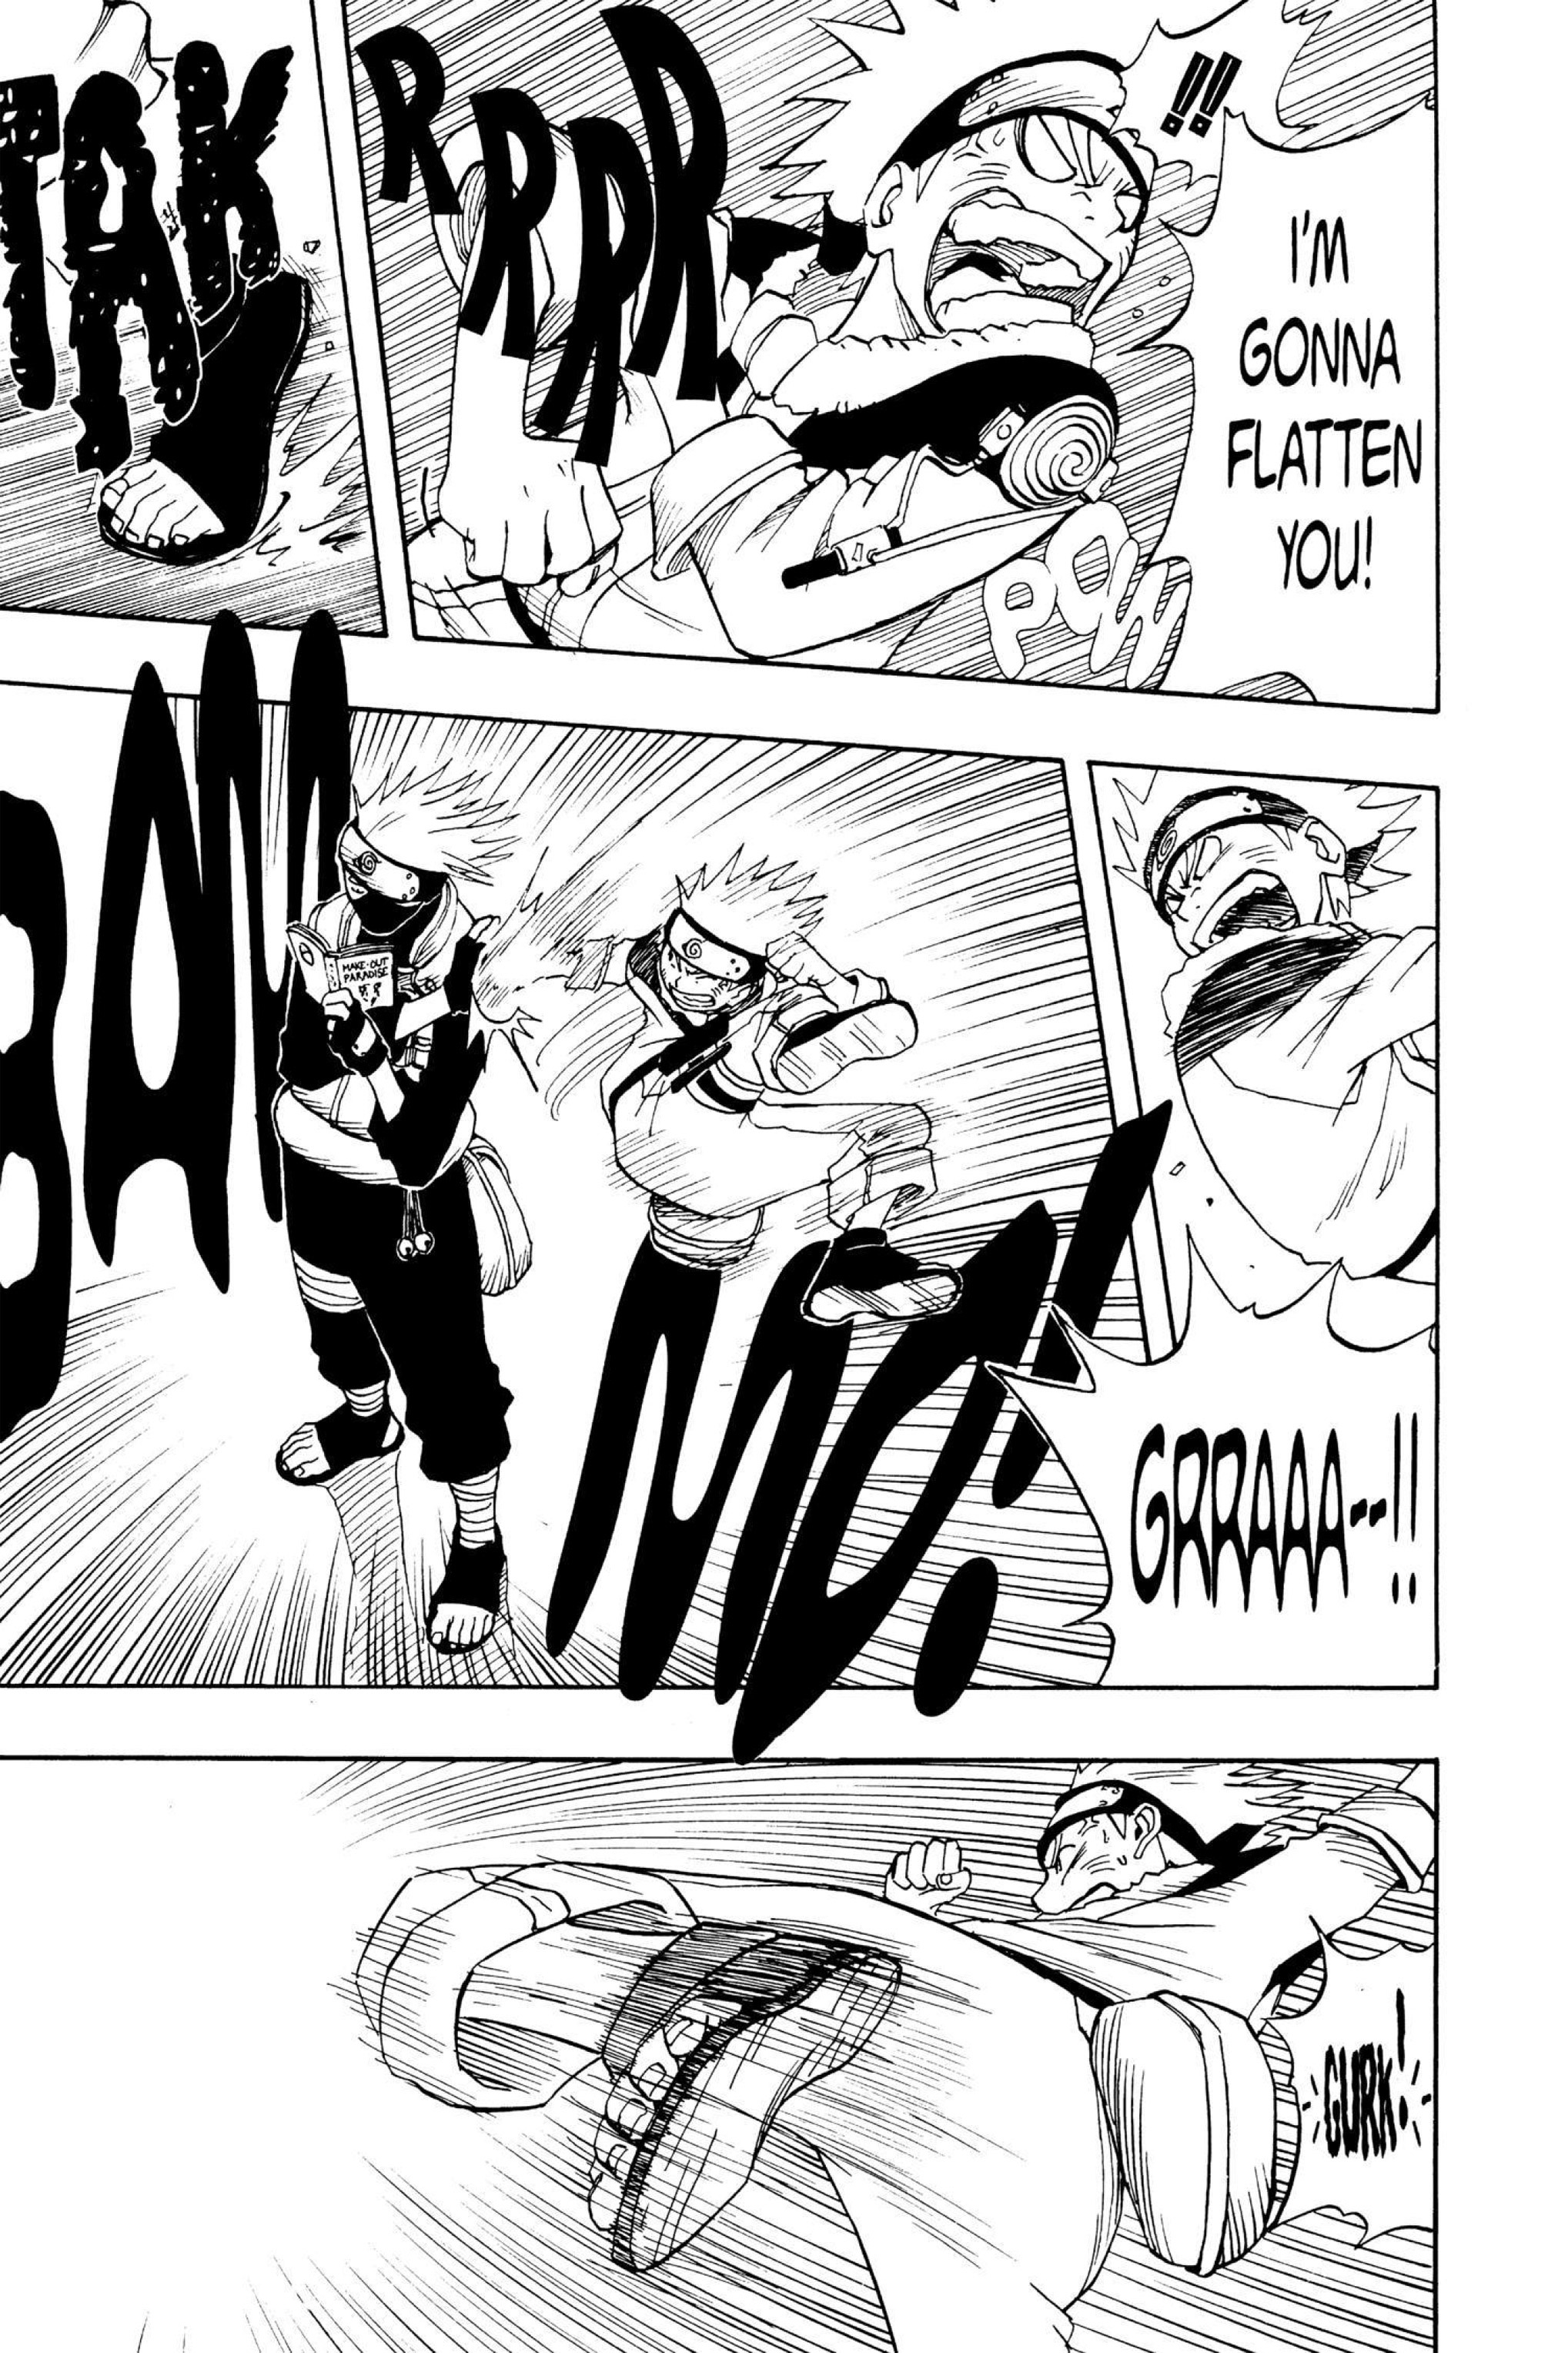 !!
I'M
GONNA
FLATTEN
YOU!
RRRR
POW
TAK
GRRAAA--!!
BAM
MAKE-OUT
PARADISE
GURK!